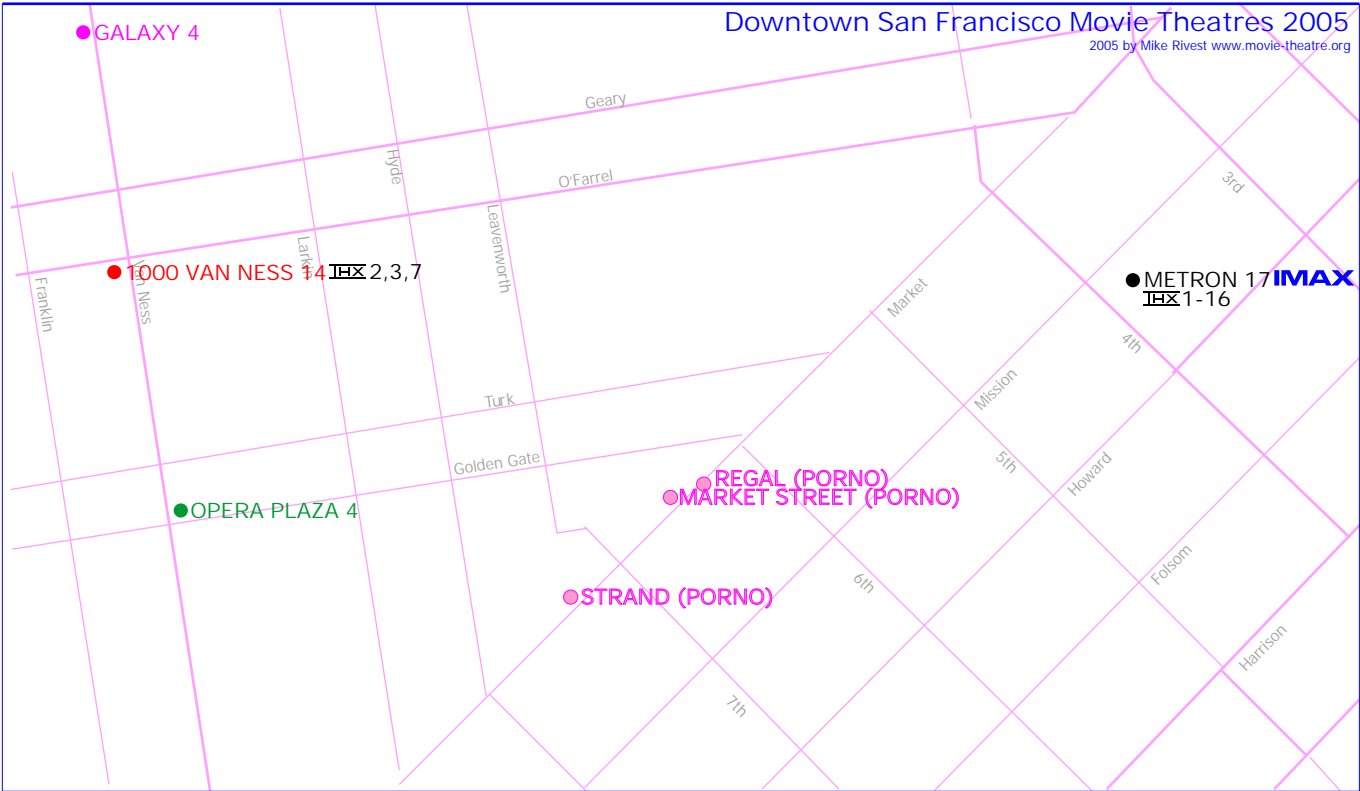 Downtown San Francisco Movie Theatres 2005
2005 by Mike Rivest www.movie-theatre.org
GALAXY 4
Geary
Hyde
O'Farrel
3rd
Leavenworth
Larkin
Van Ness
Franklin
1000 VAN NESS 14 THX 2,3,7
METRON 17 IMAX
THX 1-16
Market
4th
Mission
Turk
Golden Gate
5th
Howard
REGAL (PORNO)
MARKET STREET (PORNO)
OPERA PLAZA 4
6th
Folsom
STRAND (PORNO)
Harrison
7th